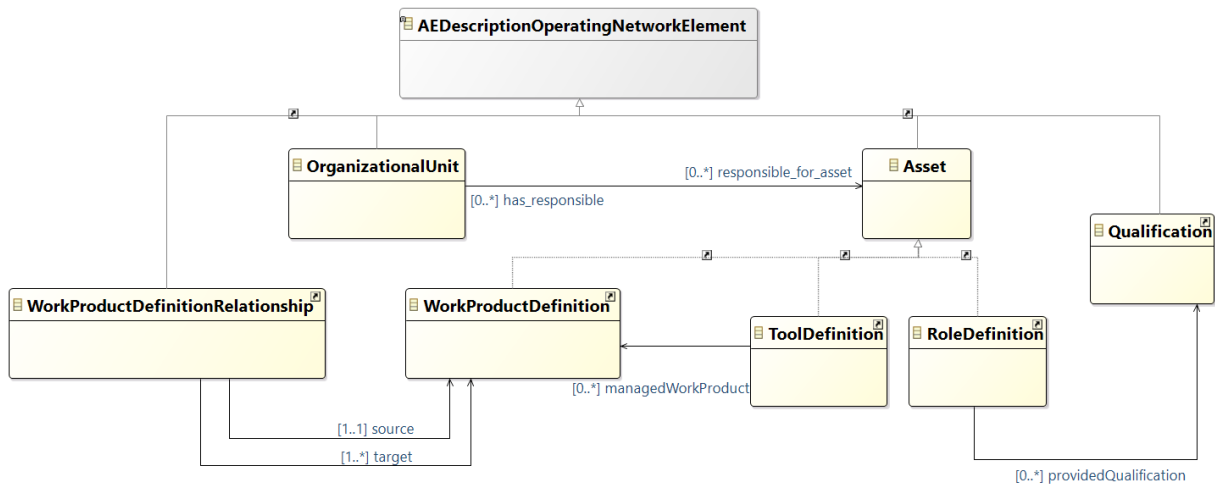 AEDescriptionOperatingNetworkElement
OrganizationalUnit
Asset
[0..*] responsible_for_asset
[0..*] has_responsible
Qualification
WorkProductDefinitionRelationship
WorkProductDefinition
ToolDefinition
RoleDefinition
[0..*] managedWorkProduct
[1..1] source
[1..*] target
[0..*] providedQualification